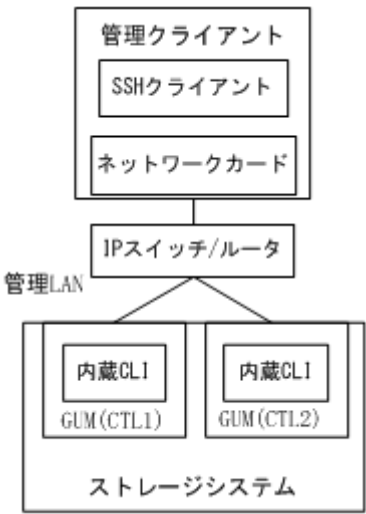 管理クライアント
SSHクライアント
ネットワークカード
IPスイッチ/ルータ
管理LAN
内蔵CLI
内蔵CLI
GUM(CTL1)
GUM(CTL2)
ストレージシステム